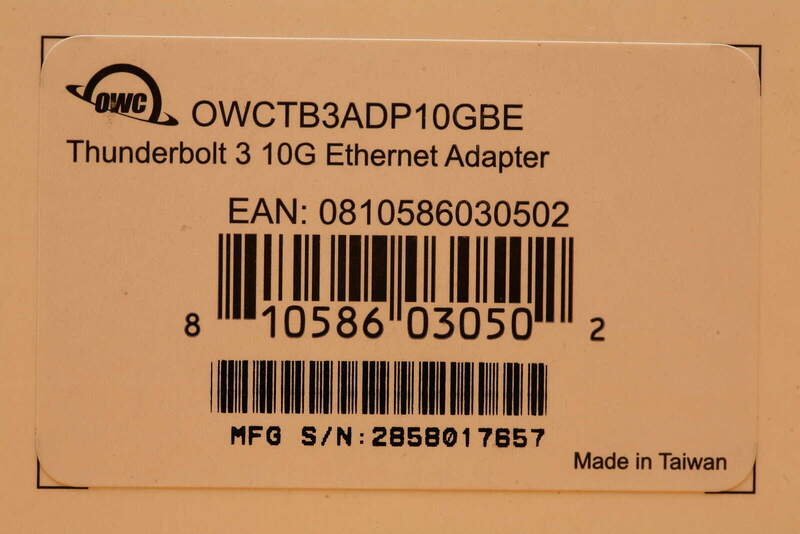 OWC OWCTB3ADP10GBE
Thunderbolt 3 10G Ethernet Adapter
EAN: 0810586030502
8 10586 03050 2
MFG S/N:2858017657
Made in Taiwan